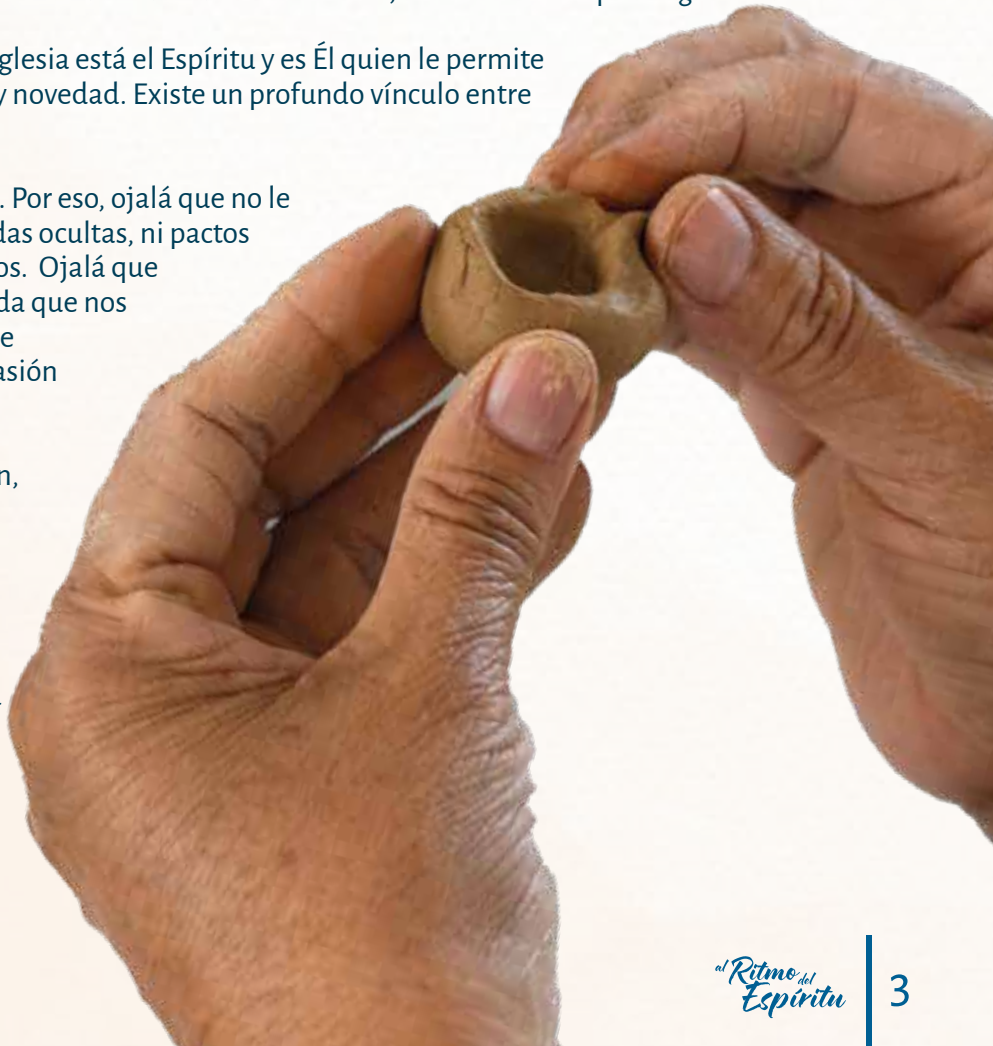 glesia está el Espíritu y es Él quien le permite
y novedad. Existe un profundo vínculo entre
. Por eso, ojalá que no le
das ocultas, ni pactos
os. Ojalá que
da que nos
e
asión
n,
al Ritmo del
Espíritu
3